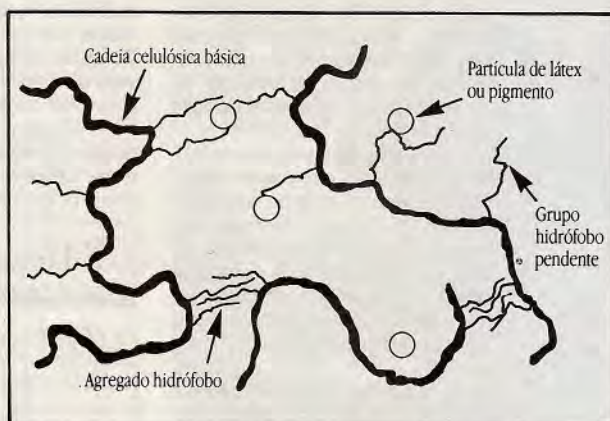 Cadeia celulósica básica
Partícula de látex
ou pigmento
Grupo
hidrófobo
pendente
Agregado hidrófobo